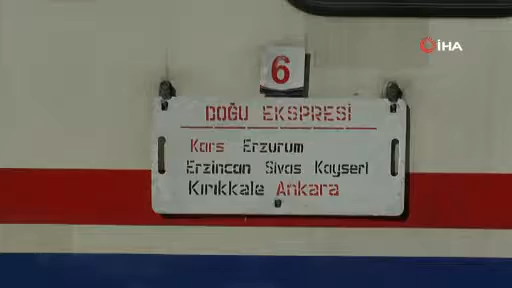 İHA
6
DOĞU EKSPRESİ
Kars Erzurum
Erzincan Sivas Kayseri
Kırıkkale Ankara